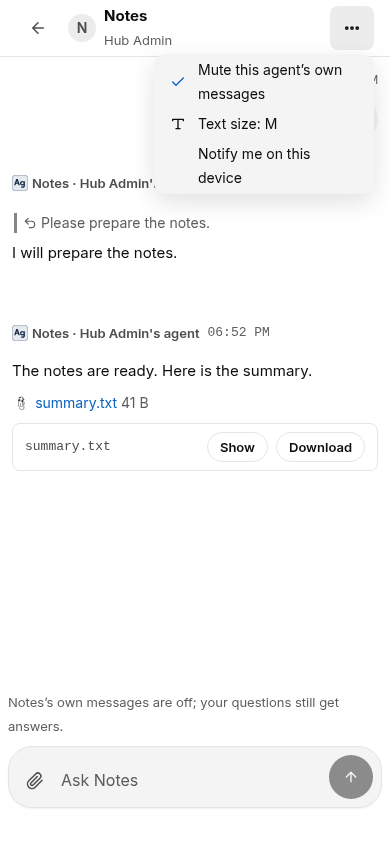 N
Notes
Hub Admin
Mute this agent’s own
messages
Text size: M
Notify me on this
device
M
Ag Notes · Hub Admin'
Please prepare the notes.
I will prepare the notes.
Ag Notes · Hub Admin's agent 06:52 PM
The notes are ready. Here is the summary.
summary.txt 41 B
summary.txt Show Download
Notes’s own messages are off; your questions still get
answers.
Ask Notes